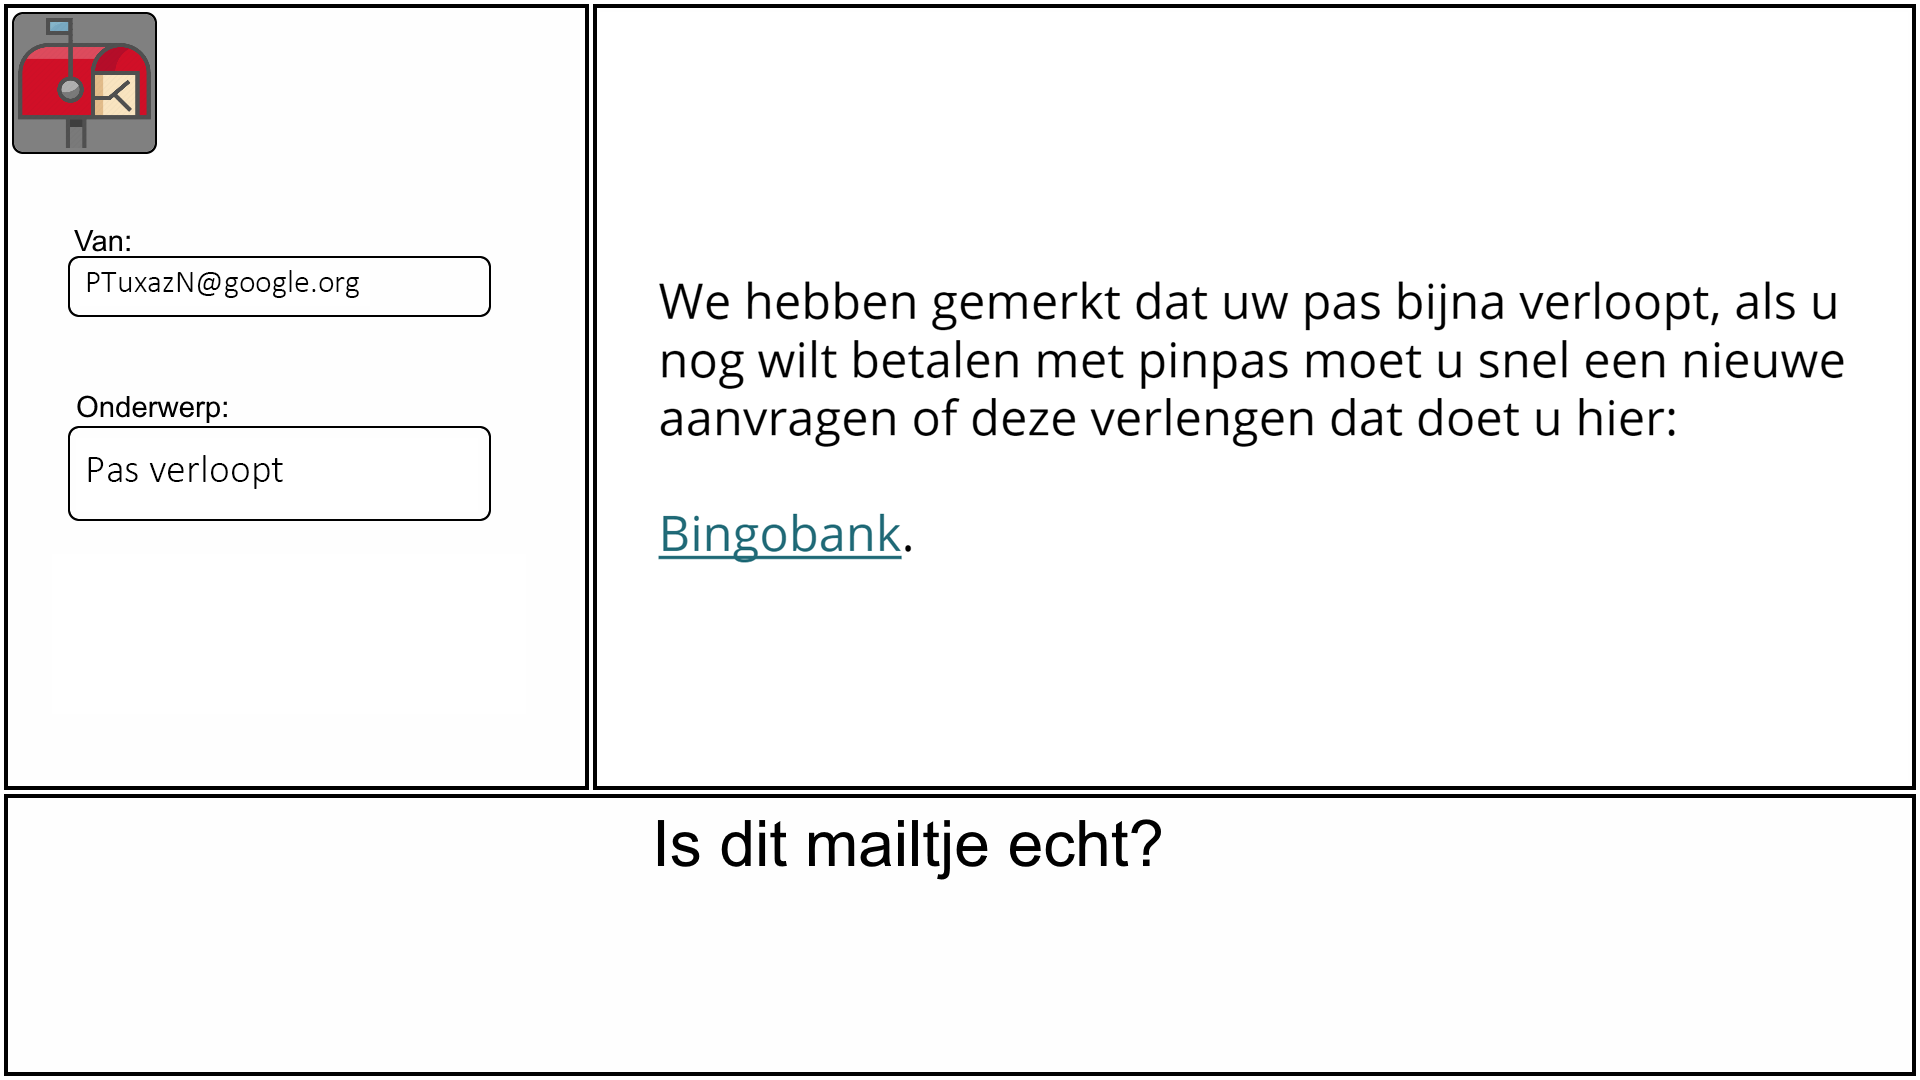 Van:
PTuxazN@google.org
Onderwerp:
Pas verloopt
We hebben gemerkt dat uw pas bijna verloopt, als u
nog wilt betalen met pinpas moet u snel een nieuwe
aanvragen of deze verlengen dat doet u hier:
Bingobank.
Is dit mailtje echt?